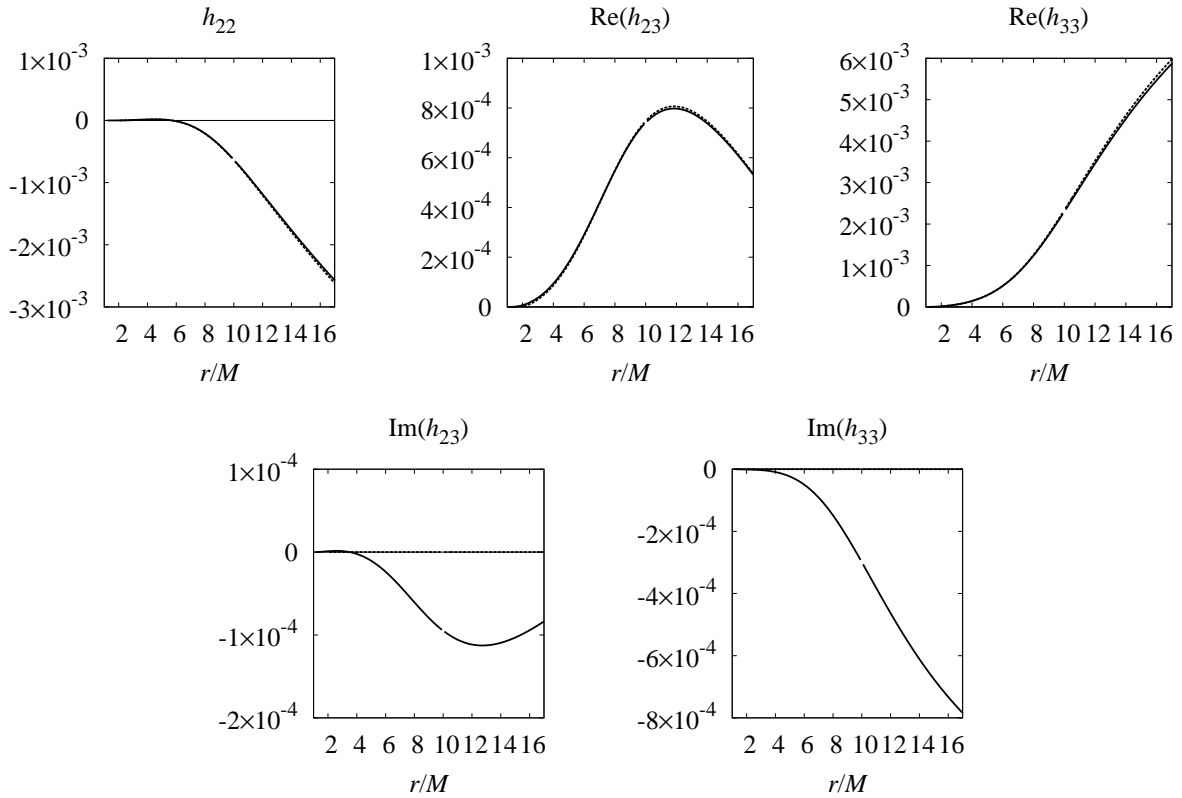 h22
1×10-3
0
-1×10-3
-2×10-3
-3×10-3
2 4 6 8 10 12 14 16
r/M
Re(h23)
1×10-3
8×10-4
6×10-4
4×10-4
2×10-4
0
2 4 6 8 10 12 14 16
r/M
Re(h33)
6×10-3
5×10-3
4×10-3
3×10-3
2×10-3
1×10-3
0
2 4 6 8 10 12 14 16
r/M
Im(h23)
1×10-4
0
-1×10-4
-2×10-4
2 4 6 8 10 12 14 16
r/M
Im(h33)
0
-2×10-4
-4×10-4
-6×10-4
-8×10-4
2 4 6 8 10 12 14 16
r/M